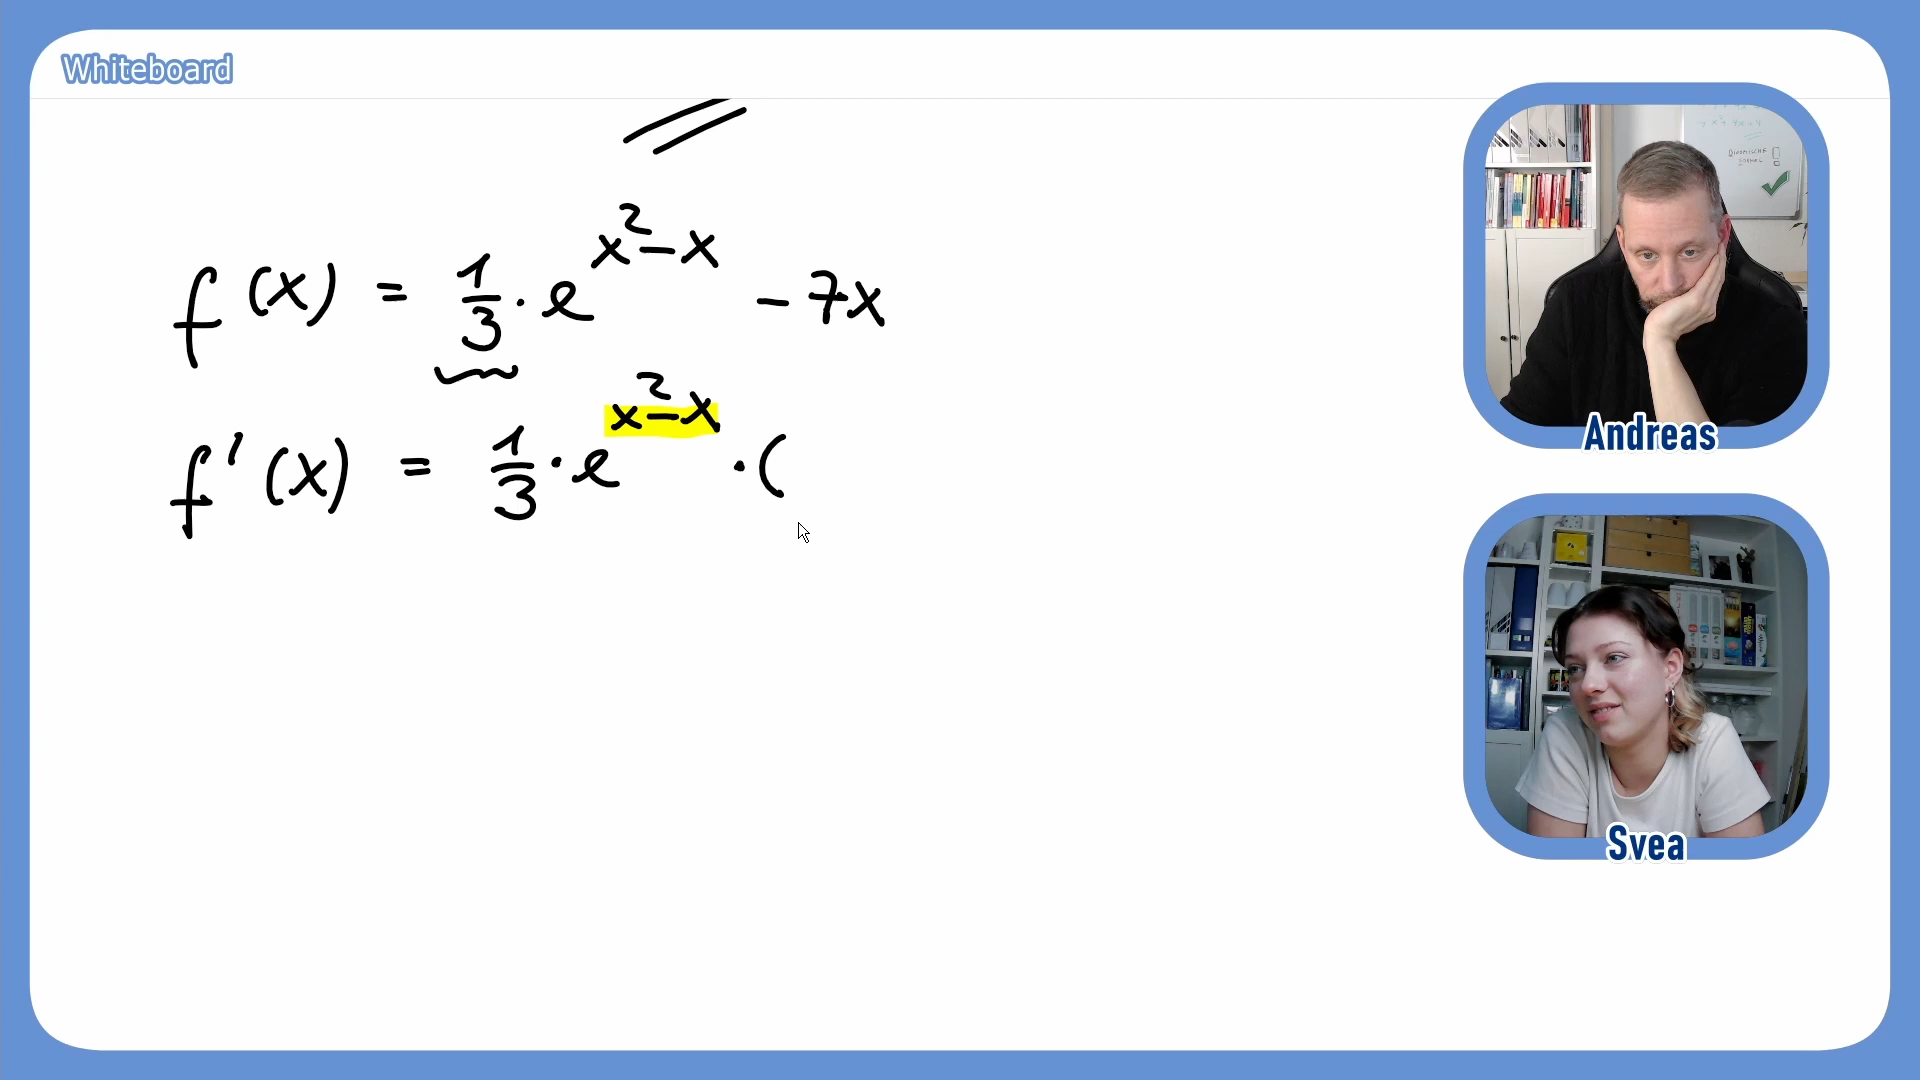 Whiteboard
f(x) = 1/3 · e^(x²-x) - 7x
f'(x) = 1/3 · e^(x²-x) · (
Andreas
Svea